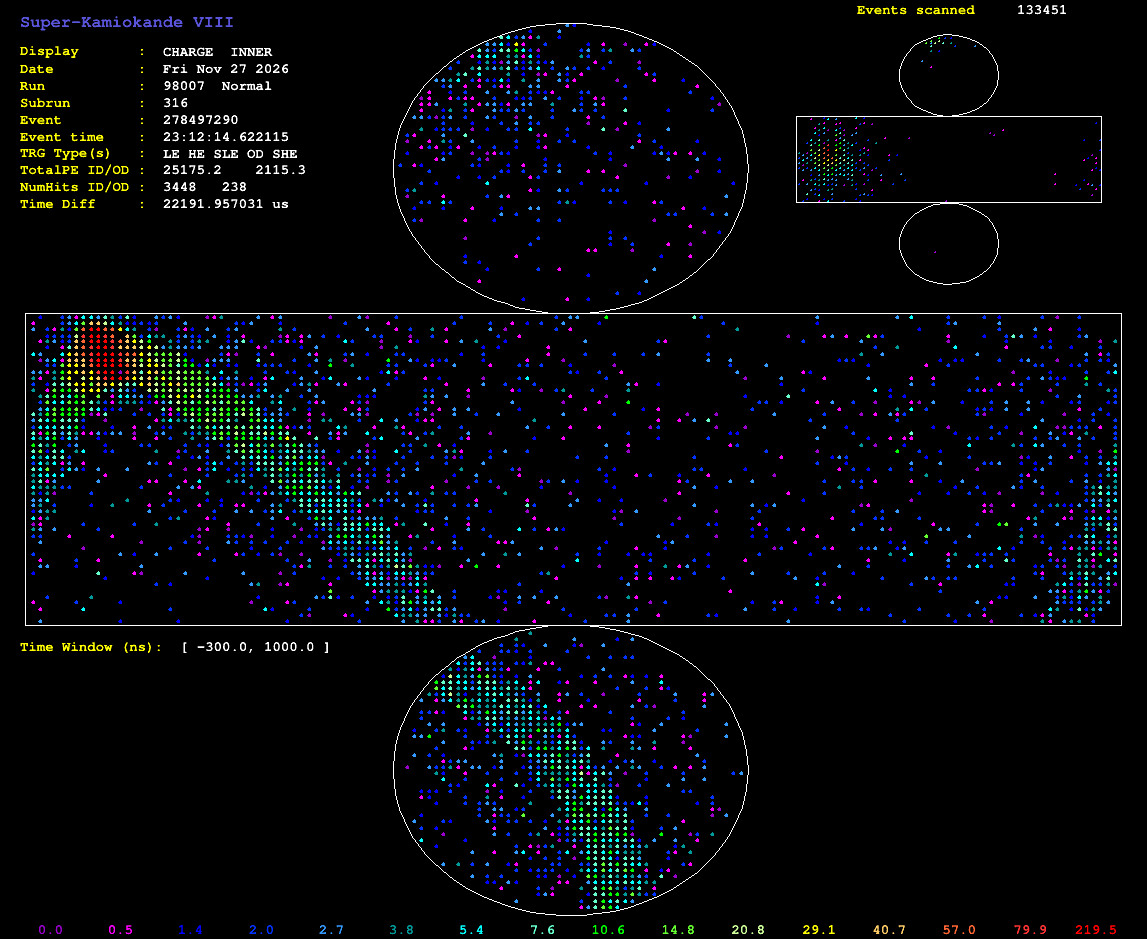 Super-Kamiokande VIII
Events scanned 133451
Display : CHARGE INNER
Date : Fri Nov 27 2026
Run : 98007 Normal
Subrun : 316
Event : 278497290
Event time : 23:12:14.622115
TRG Type(s) : LE HE SLE OD SHE
TotalPE ID/OD : 25175.2 2115.3
NumHits ID/OD : 3448 238
Time Diff : 22191.957031 us
Time Window (ns): [ -300.0, 1000.0 ]
0.0 0.5 1.4 2.0 2.7 3.8 5.4 7.6 10.6 14.8 20.8 29.1 40.7 57.0 79.9 219.5